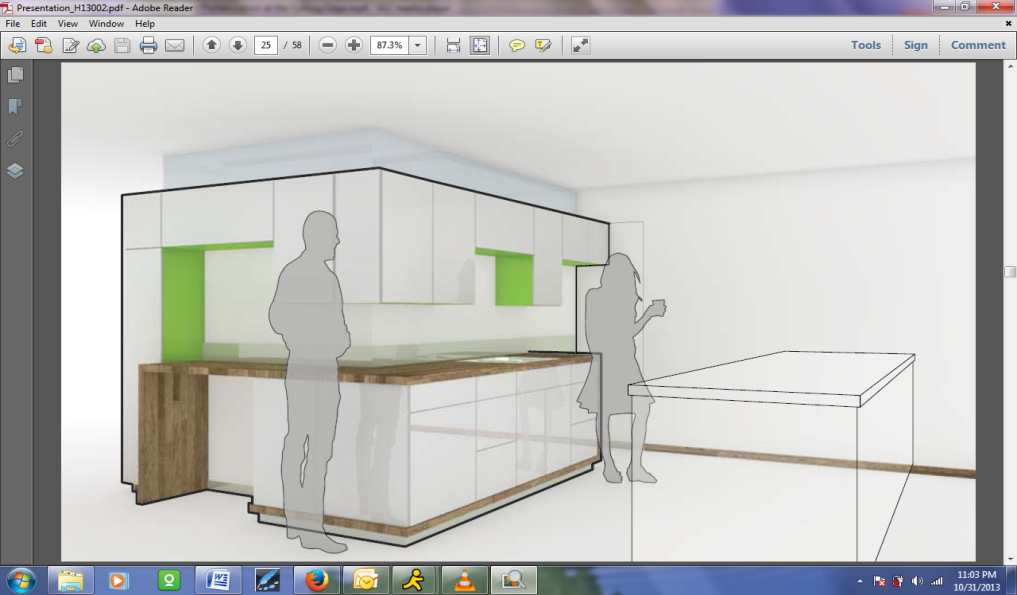 Presentation_H13002.pdf - Adobe Reader
File Edit View Window Help
25 / 58
87.3%
Tools Sign Comment
11:03 PM
10/31/2013